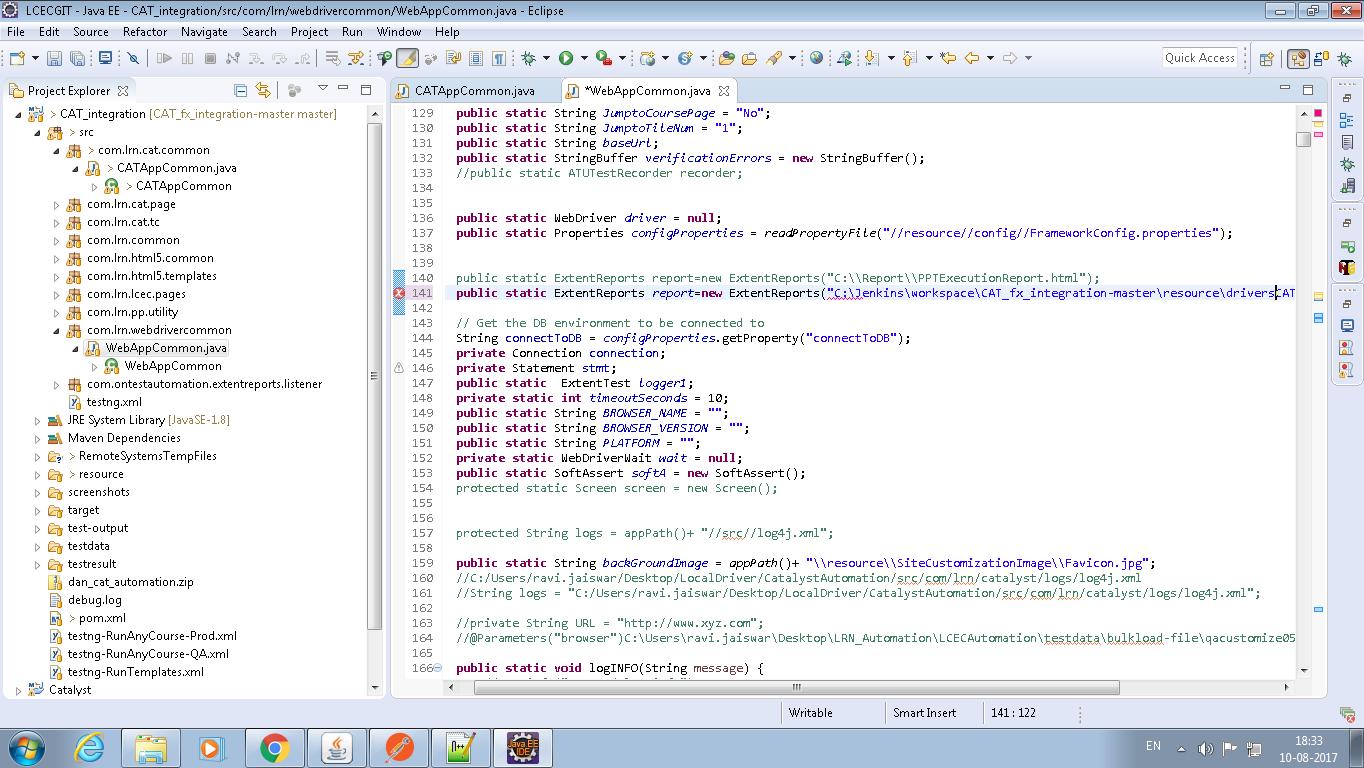 LCECGIT - Java EE - CAT_integration/src/com/lrn/webdrivercommon/WebAppCommon.java - Eclipse
File Edit Source Refactor Navigate Search Project Run Window Help
Quick Access
Project Explorer
> CAT_integration [CAT_fx_integration-master master]
> src
> com.lrn.cat.common
> CATAppCommon.java
> CATAppCommon
com.lrn.cat.page
com.lrn.cat.tc
com.lrn.common
com.lrn.html5.common
com.lrn.html5.templates
com.lrn.lcec.pages
com.lrn.pp.utility
com.lrn.webdrivercommon
WebAppCommon.java
WebAppCommon
com.ontestautomation.extentreports.listener
testng.xml
JRE System Library [JavaSE-1.8]
Maven Dependencies
> RemoteSystemsTempFiles
> resource
screenshots
target
test-output
testdata
testresult
dan_cat_automation.zip
debug.log
> pom.xml
testng-RunAnyCourse-Prod.xml
testng-RunAnyCourse-QA.xml
testng-RunTemplates.xml
Catalyst
CATAppCommon.java *WebAppCommon.java
129 public static String JumptoCoursePage = "No";
130 public static String JumptoTileNum = "1";
131 public static String baseUrl;
132 public static StringBuffer verificationErrors = new StringBuffer();
133 //public static ATUTestRecorder recorder;
134
135
136 public static WebDriver driver = null;
137 public static Properties configProperties = readPropertyFile("//resource//config//FrameworkConfig.properties");
138
139
140 public static ExtentReports report=new ExtentReports("C:\\Report\\PPTExecutionReport.html");
141 public static ExtentReports report=new ExtentReports("C:\Jenkins\workspace\CAT_fx_integration-master\resource\driversCAT
142
143 // Get the DB environment to be connected to
144 String connectToDB = configProperties.getProperty("connectToDB");
145 private Connection connection;
146 private Statement stmt;
147 public static  ExtentTest logger1;
148 private static int timeoutSeconds = 10;
149 public static String BROWSER_NAME = "";
150 public static String BROWSER_VERSION = "";
151 public static String PLATFORM = "";
152 private static WebDriverWait wait = null;
153 public static SoftAssert softA = new SoftAssert();
154 protected static Screen screen = new Screen();
155
156
157 protected String logs = appPath()+ "//src//log4j.xml";
158
159 public static String backGroundImage = appPath()+ "\\resource\\SiteCustomizationImage\\Favicon.jpg";
160 //C:/Users/ravi.jaiswar/Desktop/LocalDriver/CatalystAutomation/src/com/lrn/catalyst/logs/log4j.xml
161 //String logs = "C:/Users/ravi.jaiswar/Desktop/LocalDriver/CatalystAutomation/src/com/lrn/catalyst/logs/log4j.xml";
162
163 //private String URL = "http://www.xyz.com";
164 //@Parameters("browser")C:\Users\ravi.jaiswar\Desktop\LRN_Automation\LCECAutomation\testdata\bulkload-file\qacustomize05
165
166 public static void logINFO(String message) {
Writable Smart Insert 141 : 122
EN 18:33
10-08-2017